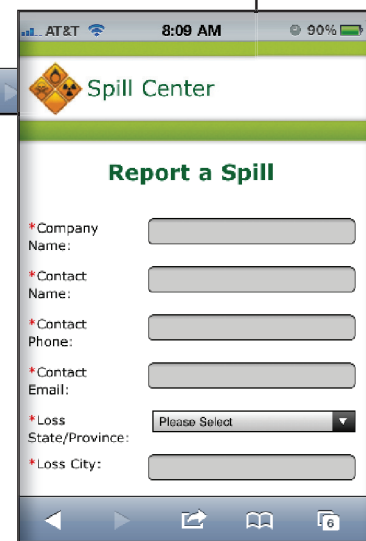 AT&T 8:09 AM 90%
Spill Center
Report a Spill
*Company
Name:
*Contact
Name:
*Contact
Phone:
*Contact
Email:
*Loss
State/Province:
Please Select
*Loss City:
6